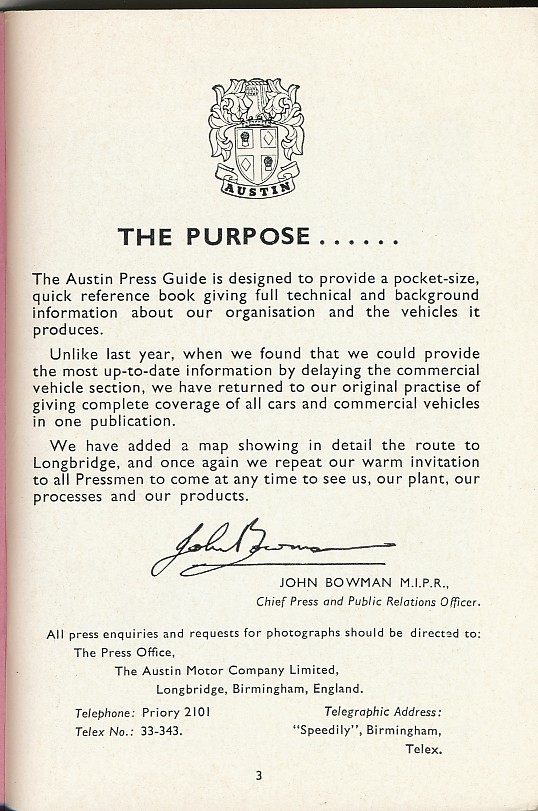 AUSTIN
THE PURPOSE ......
The Austin Press Guide is designed to provide a pocket-size,
quick reference book giving full technical and background
information about our organisation and the vehicles it
produces.
Unlike last year, when we found that we could provide
the most up-to-date information by delaying the commercial
vehicle section, we have returned to our original practise of
giving complete coverage of all cars and commercial vehicles
in one publication.
We have added a map showing in detail the route to
Longbridge, and once again we repeat our warm invitation
to all Pressmen to come at any time to see us, our plant, our
processes and our products.
John Bowman
JOHN BOWMAN M.I.P.R.,
Chief Press and Public Relations Officer.
All press enquiries and requests for photographs should be directed to:
The Press Office,
The Austin Motor Company Limited,
Longbridge, Birmingham, England.
Telephone: Priory 2101
Telex No.: 33-343.
Telegraphic Address:
"Speedily", Birmingham,
Telex.
3